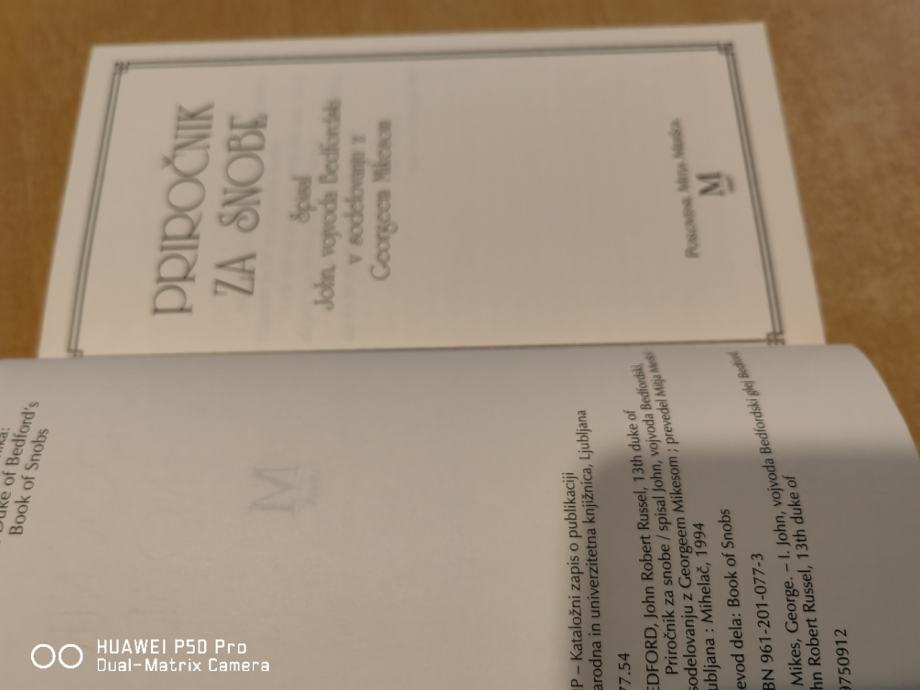 PRIROČNIK
ZA SNOBE
Spisal
John, vojvoda Bedfordski
v sodelovanju z
Georgeem Mikesom
M
nika:
Duke of Bedford's
Book of Snobs
IP – Kataložni zapis o publikaciji
arodna in univerzitetna knjižnica, Ljubljana
77.54
EDFORD, John Robert Russel, 13th duke of
Priročnik za snobe / spisal John, vojvoda Bedfordski
sodelovanju z Georgeem Mikesom ; prevedel Mitja Meršol
ubljana : Mihelač, 1994
evod dela: Book of Snobs
BN 961-201-077-3
Mikes, George. – I. John, vojvoda Bedfordski glej Bedford
hn Robert Russel, 13th duke of
9750912
HUAWEI P50 Pro
Dual-Matrix Camera